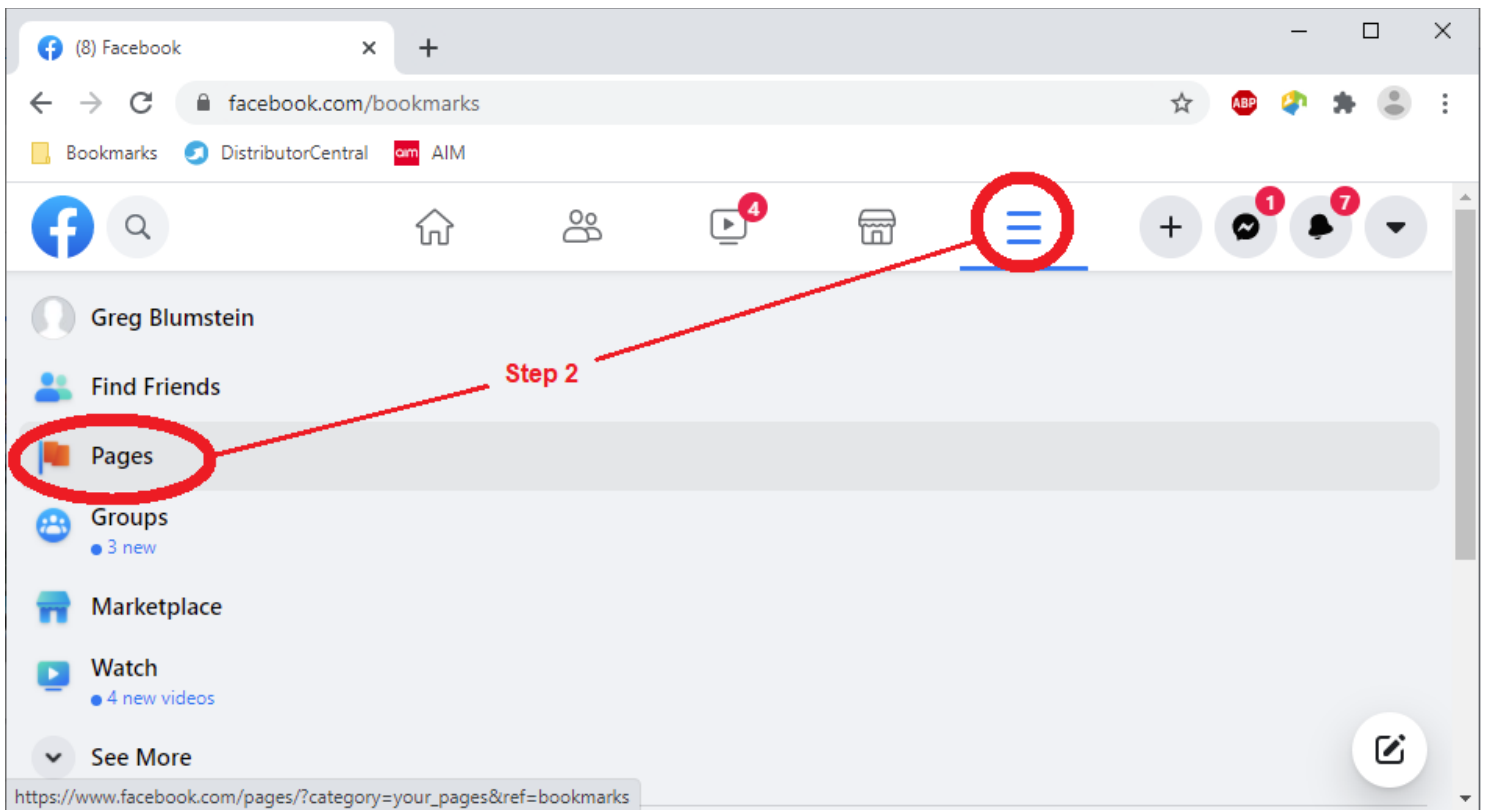 (8) Facebook
facebook.com/bookmarks
ABP
Bookmarks DistributorCentral aim AIM
4
1
7
Greg Blumstein
Step 2
Find Friends
Pages
Groups
3 new
Marketplace
Watch
4 new videos
See More
https://www.facebook.com/pages/?category=your_pages&ref=bookmarks